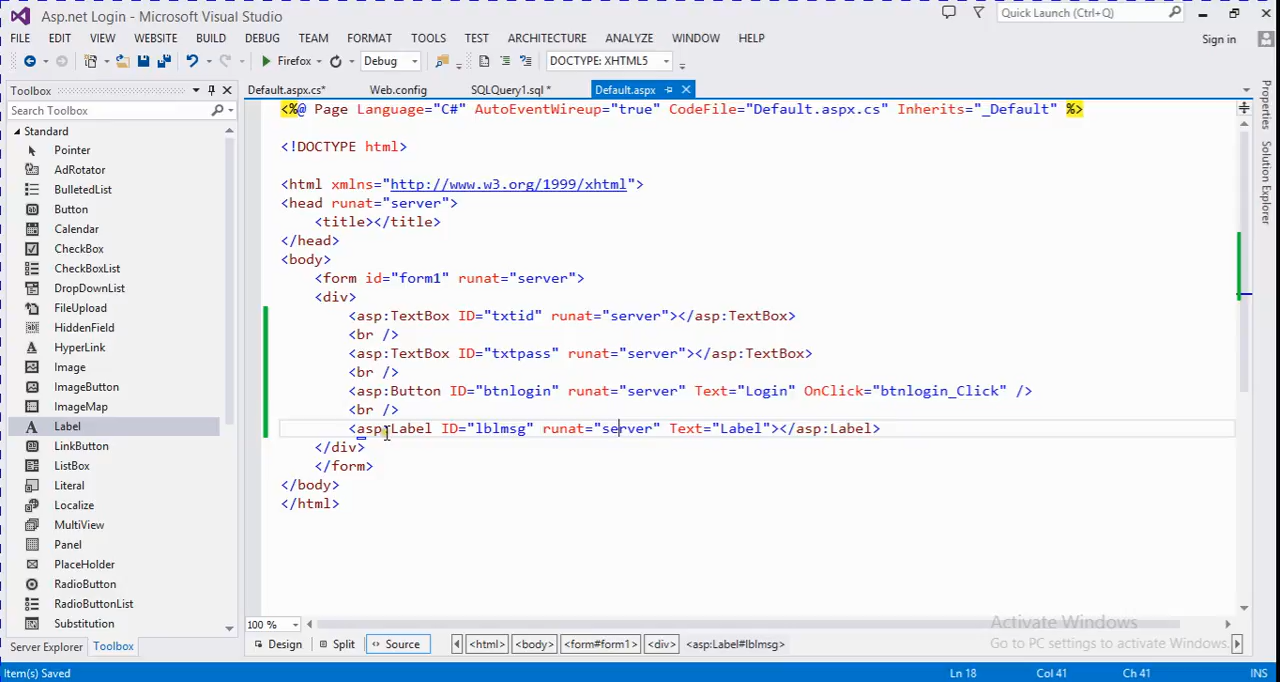 Asp.net Login - Microsoft Visual Studio
Quick Launch (Ctrl+Q)
FILE EDIT VIEW WEBSITE BUILD DEBUG TEAM FORMAT TOOLS TEST ARCHITECTURE ANALYZE WINDOW HELP
Sign in
Firefox Debug DOCTYPE: XHTML5
Toolbox
Default.aspx.cs* Web.config SQLQuery1.sql * Default.aspx
Search Toolbox
Standard
Pointer
AdRotator
BulletedList
Button
Calendar
CheckBox
CheckBoxList
DropDownList
FileUpload
HiddenField
HyperLink
Image
ImageButton
ImageMap
Label
LinkButton
ListBox
Literal
Localize
MultiView
Panel
PlaceHolder
RadioButton
RadioButtonList
Substitution
Server Explorer Toolbox
<%@ Page Language="C#" AutoEventWireup="true" CodeFile="Default.aspx.cs" Inherits="_Default" %>
<!DOCTYPE html>
<html xmlns="http://www.w3.org/1999/xhtml">
<head runat="server">
<title></title>
</head>
<body>
<form id="form1" runat="server">
<div>
<asp:TextBox ID="txtid" runat="server"></asp:TextBox>
<br />
<asp:TextBox ID="txtpass" runat="server"></asp:TextBox>
<br />
<asp:Button ID="btnlogin" runat="server" Text="Login" OnClick="btnlogin_Click" />
<br />
<asp:Label ID="lblmsg" runat="server" Text="Label"></asp:Label>
</div>
</form>
</body>
</html>
Properties
Solution Explorer
Activate Windows
Go to PC settings to activate Windows.
100 %
Design Split Source <html> <body> <form#form1> <div> <asp:Label#lblmsg>
Item(s) Saved Ln 18 Col 41 Ch 41 INS